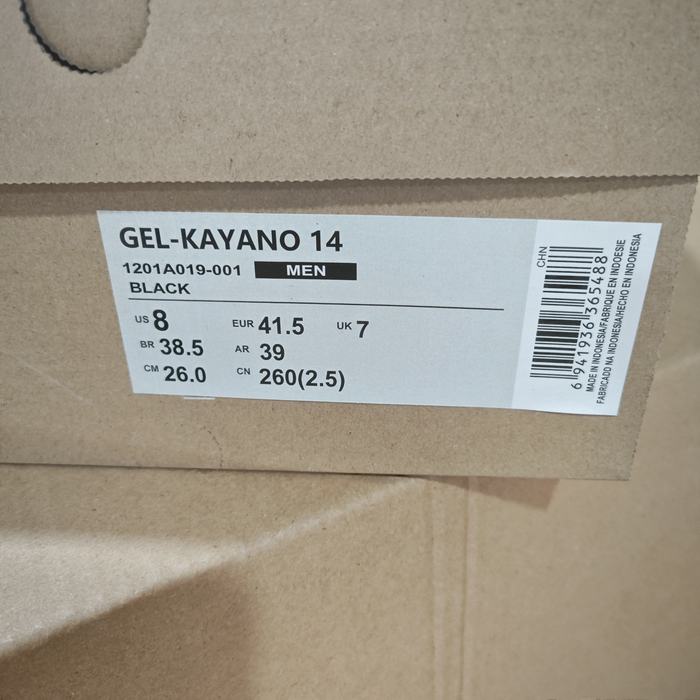 GEL-KAYANO 14
1201A019-001 MEN
BLACK
US 8 EUR 41.5 UK 7
BR 38.5 AR 39
CM 26.0 CN 260(2.5)
CHN
6 941936 365488
MADE IN INDONESIA/FABRIQUE EN INDOESIE
FABRICADO NA INDONESIA/HECHO EN INDONESIA